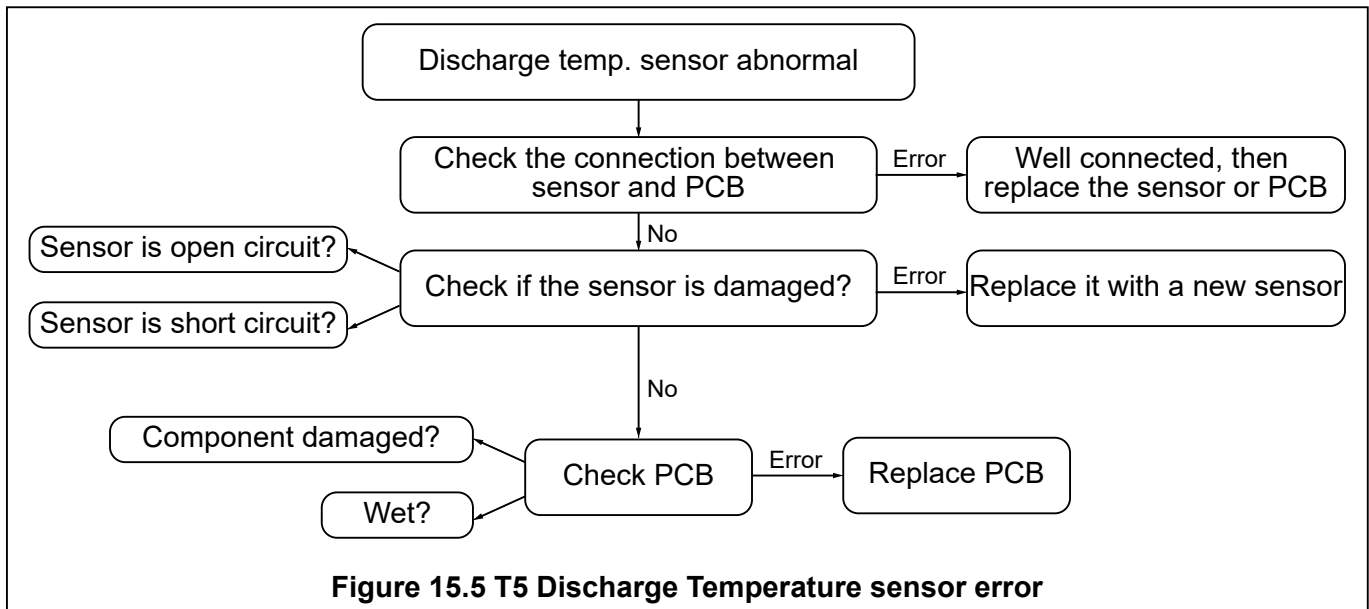 Discharge temp. sensor abnormal
Check the connection between
sensor and PCB
Error
Well connected, then
replace the sensor or PCB
No
Sensor is open circuit?
Check if the sensor is damaged?
Error
Replace it with a new sensor
Sensor is short circuit?
No
Component damaged?
Check PCB
Error
Replace PCB
Wet?
Figure 15.5 T5 Discharge Temperature sensor error